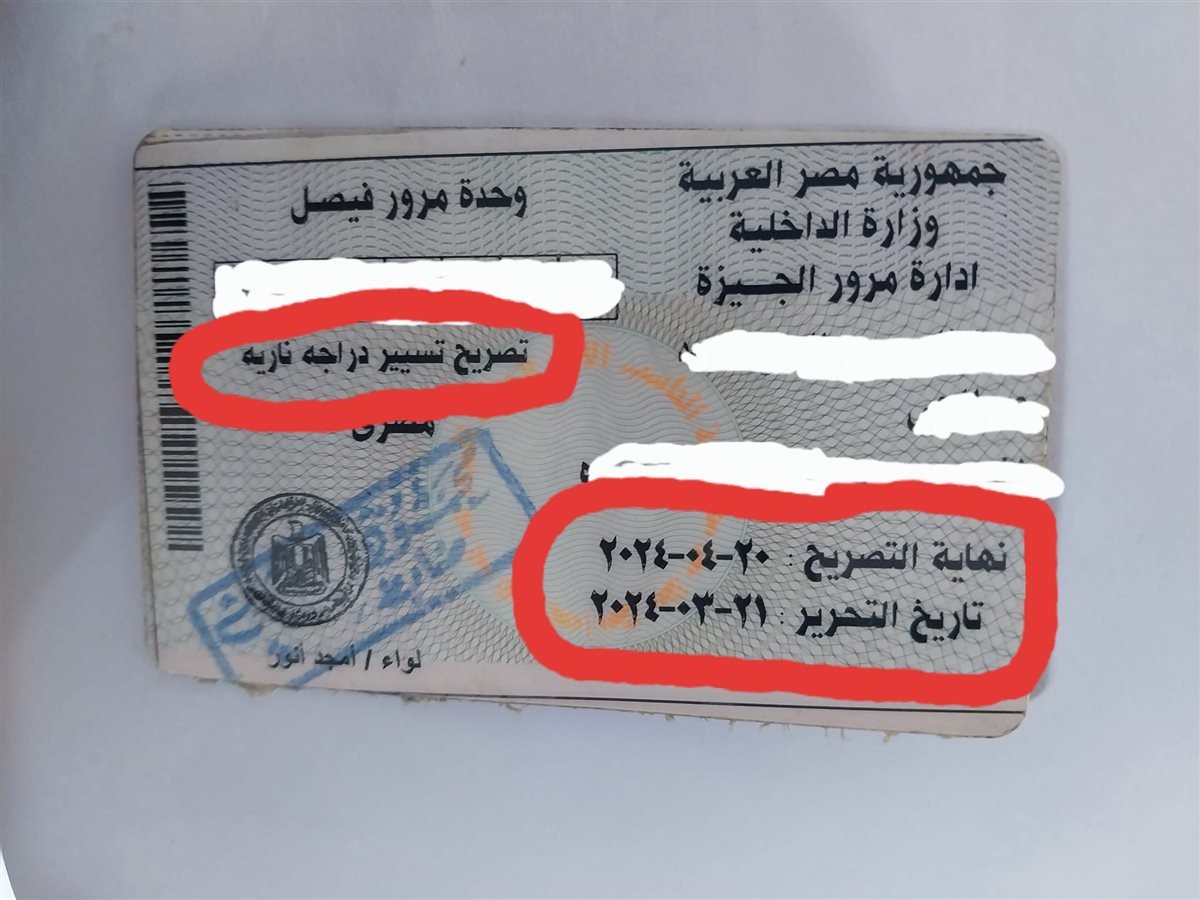 جمهورية مصر العربية
وزارة الداخلية
ادارة مرور الجيزة
وحدة مرور فيصل
تصريح تسيير دراجه ناريه
مصرى
نهاية التصريح : ٢٠-٠٤-٢٠٢٤
تاريخ التحرير : ٢١-٠٣-٢٠٢٤
لواء / أمجد أنور